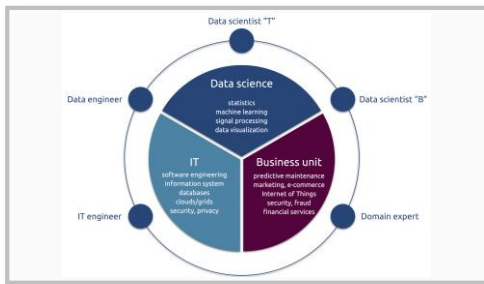 Data scientist "T"
Data engineer
Data scientist "B"
Data science
statistics
machine learning
signal processing
data visualization
IT
software engineering
information system
databases
clouds/grids
security, privacy
Business unit
predictive maintenance
marketing, e-commerce
Internet of Things
security, fraud
financial services
IT engineer
Domain expert